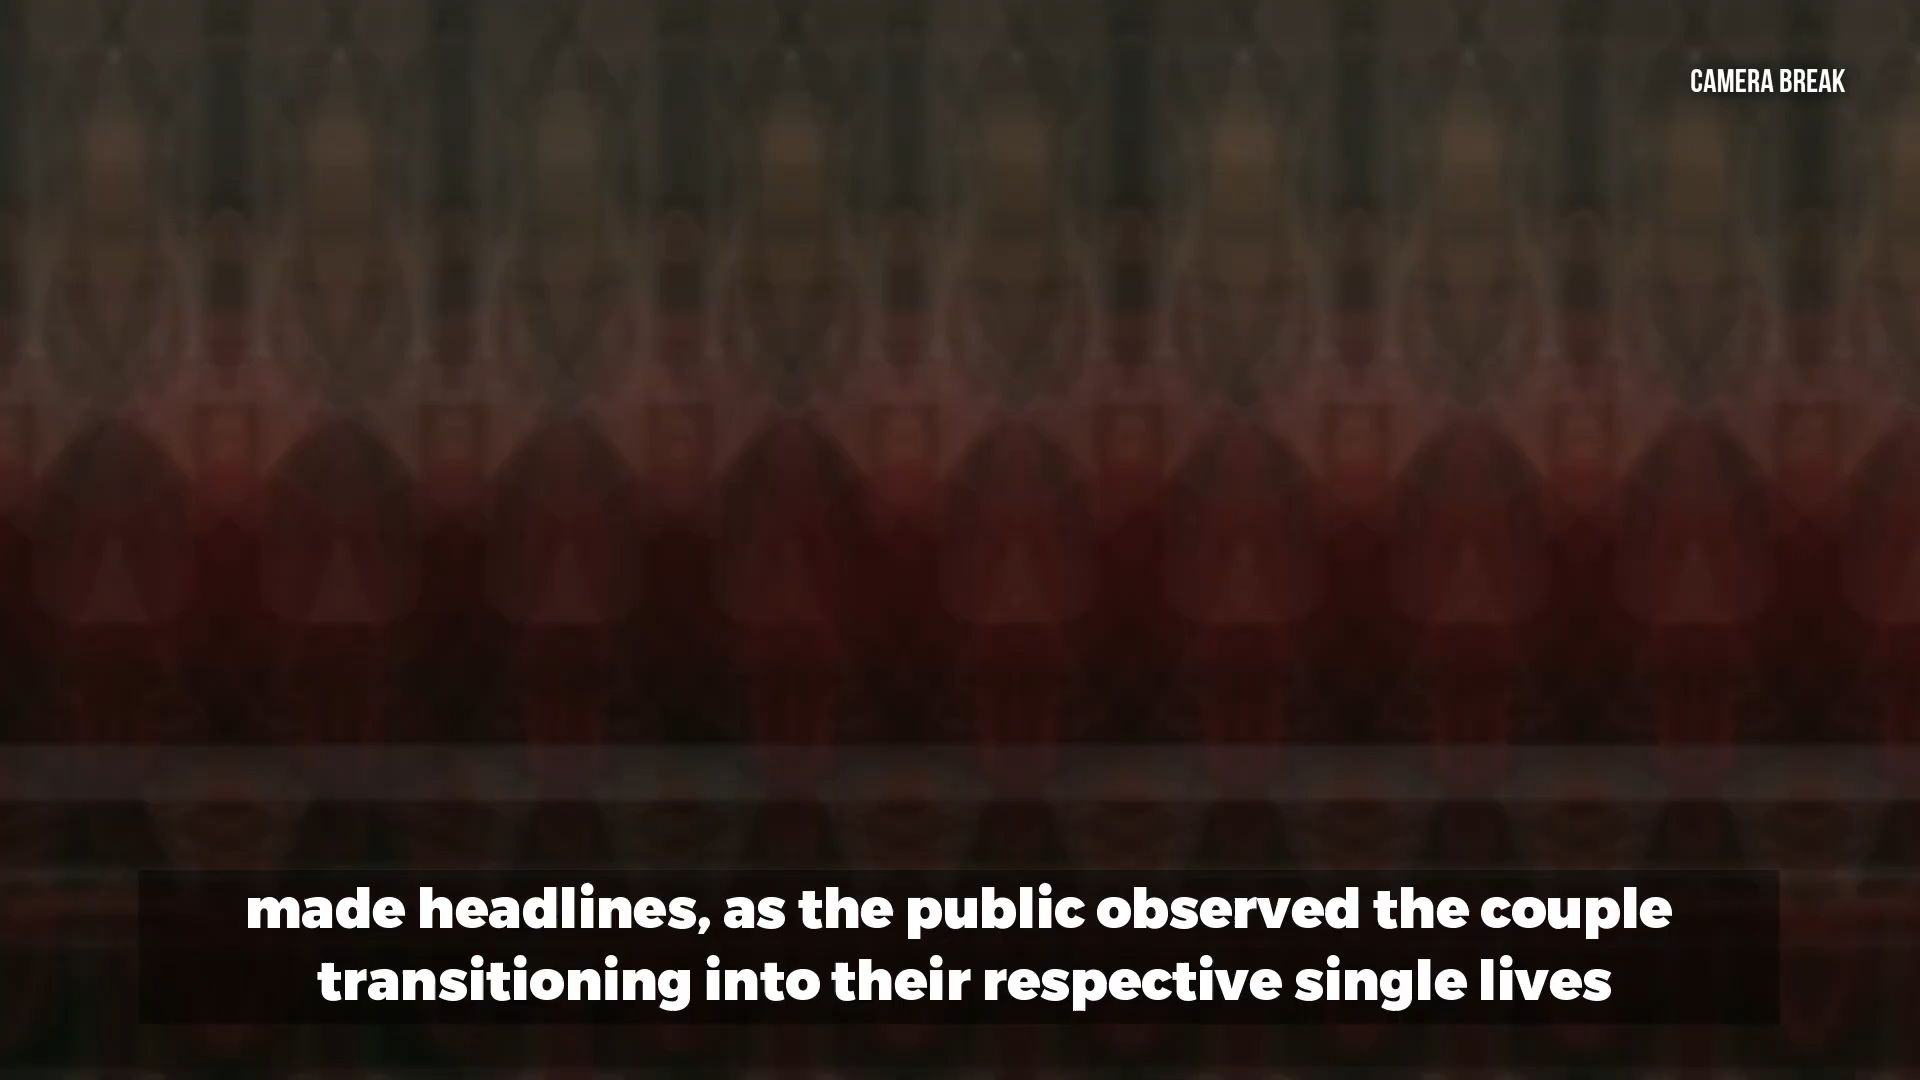 CAMERA BREAK
made headlines, as the public observed the couple
transitioning into their respective single lives